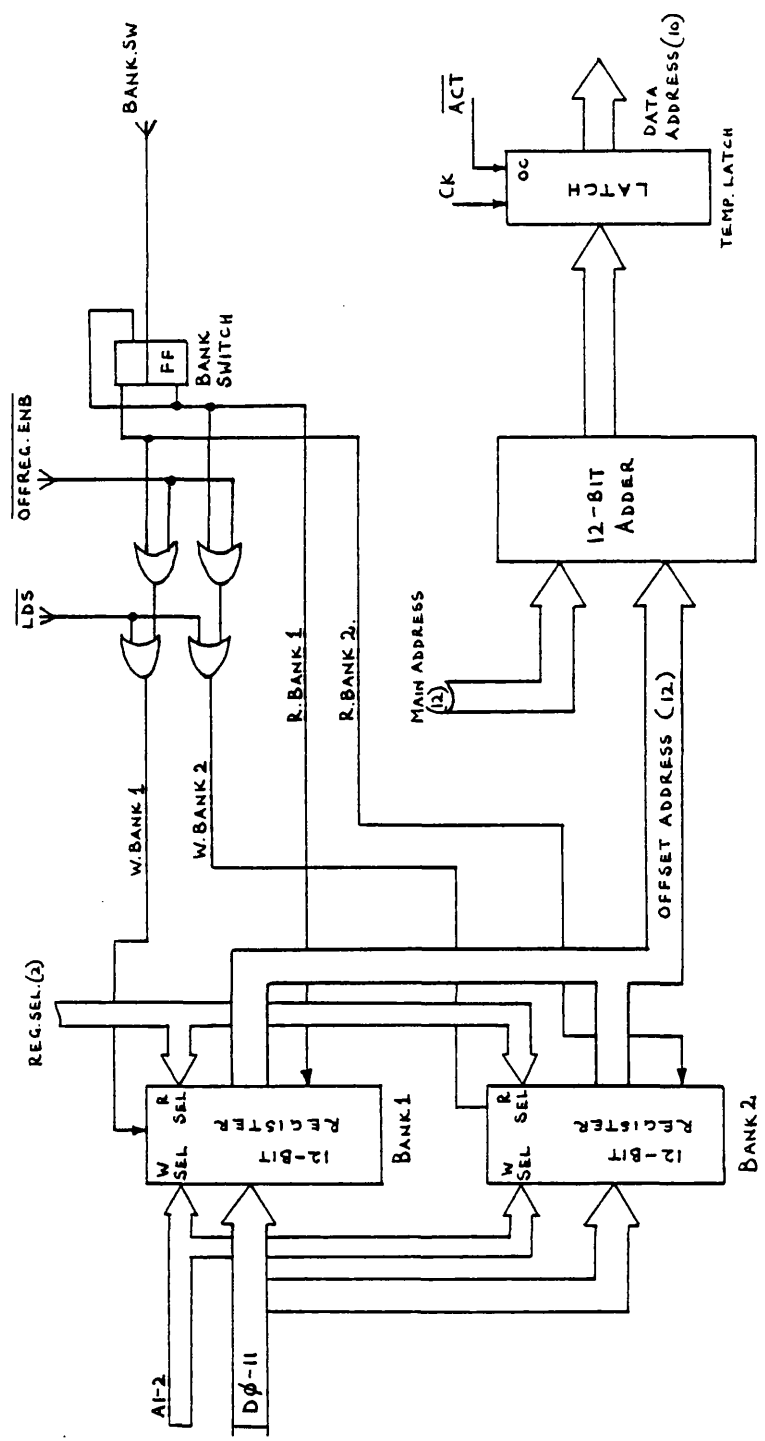 BANK.SW
OFFREG.ENB
LDS
FF
BANK
SWITCH
W.BANK 1
W.BANK 2
R.BANK 1
R.BANK 2.
REG.SEL.(2)
A1-2
DØ-11
W
SEL
R
SEL
12-BIT
REGISTER
BANK 1
W
SEL
R
SEL
12-BIT
REGISTER
BANK 2
MAIN ADDRESS
(12)
OFFSET ADDRESS (12)
12-BIT
ADDER
CK
ACT
OC
LATCH
TEMP. LATCH
DATA
ADDRESS(10)